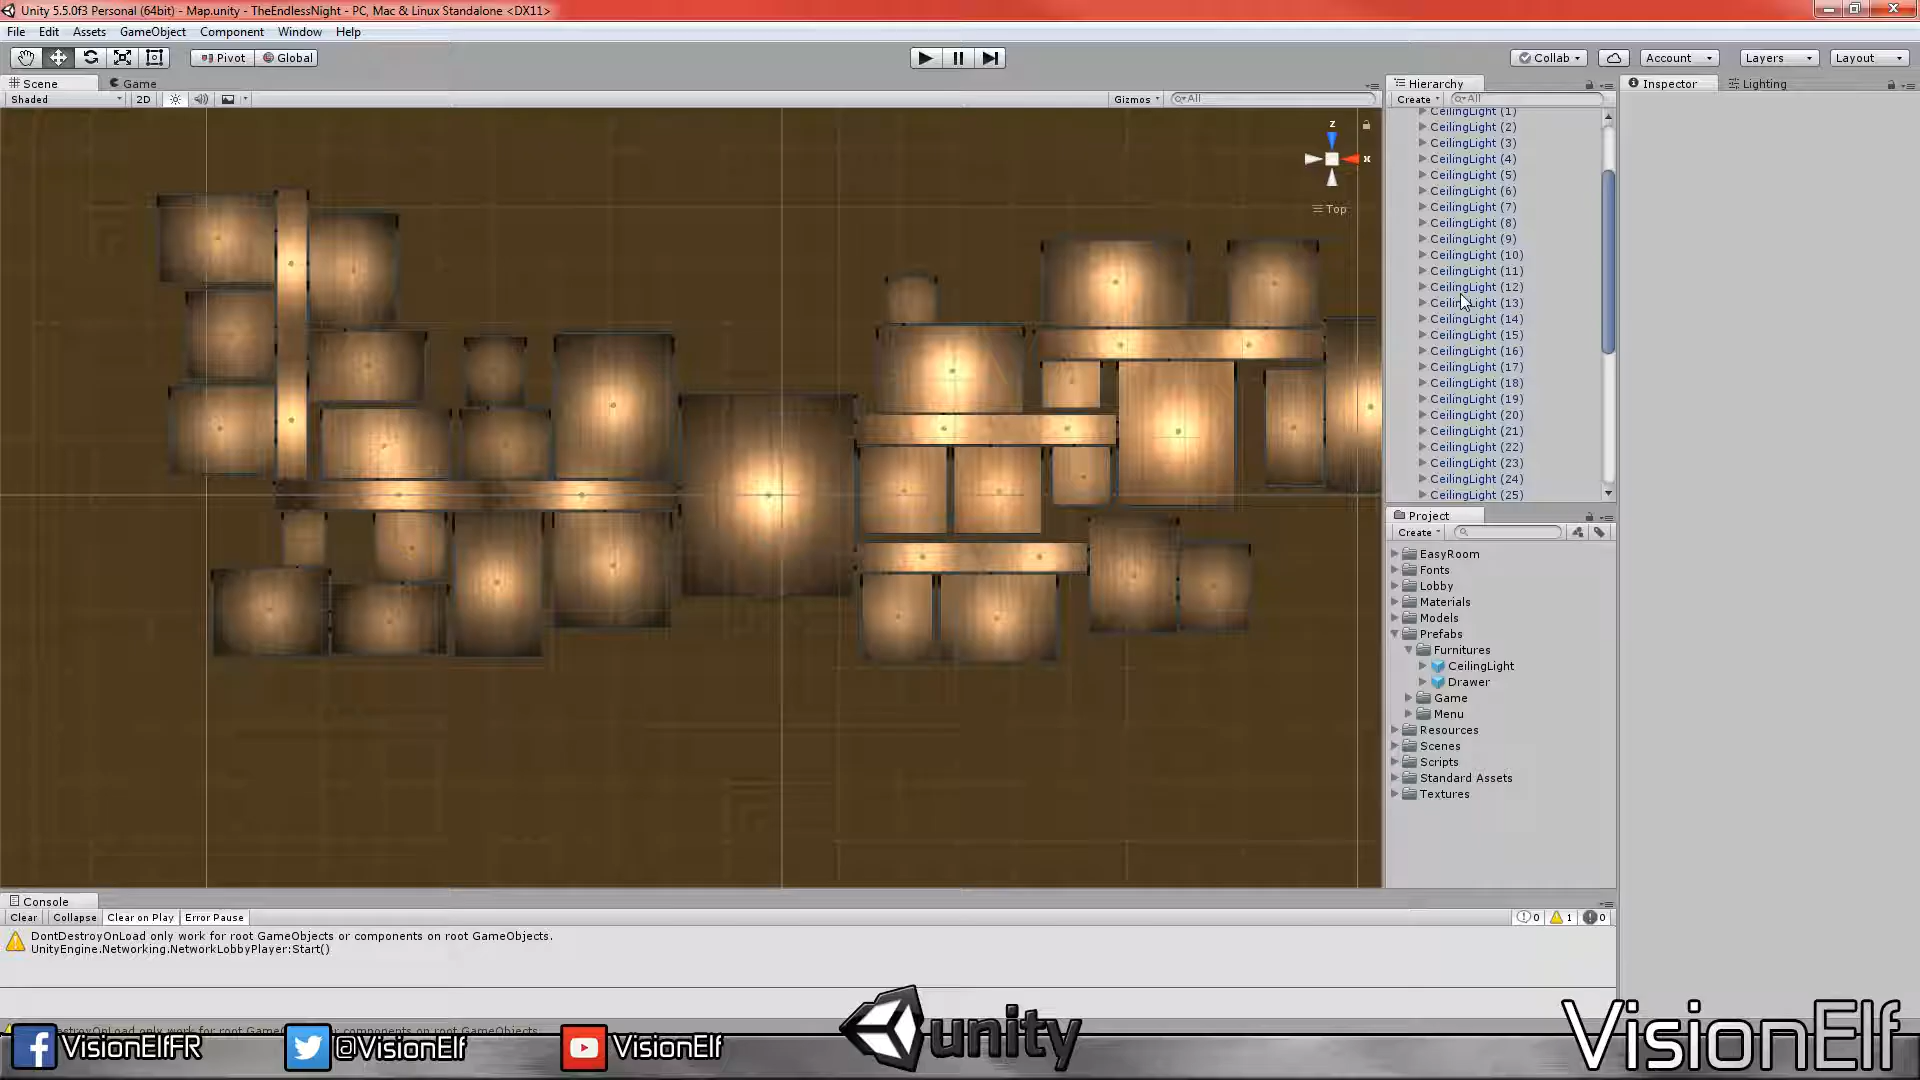 Unity 5.5.0f3 Personal (64bit) - Map.unity - TheEndlessNight - PC, Mac & Linux Standalone <DX11>
File Edit Assets GameObject Component Window Help
Pivot Global Collab Account Layers Layout
Scene Game
Shaded 2D Gizmos All
z
x
Top
Hierarchy
Create All
CeilingLight (1)
CeilingLight (2)
CeilingLight (3)
CeilingLight (4)
CeilingLight (5)
CeilingLight (6)
CeilingLight (7)
CeilingLight (8)
CeilingLight (9)
CeilingLight (10)
CeilingLight (11)
CeilingLight (12)
CeilingLight (13)
CeilingLight (14)
CeilingLight (15)
CeilingLight (16)
CeilingLight (17)
CeilingLight (18)
CeilingLight (19)
CeilingLight (20)
CeilingLight (21)
CeilingLight (22)
CeilingLight (23)
CeilingLight (24)
CeilingLight (25)
Project
Create
EasyRoom
Fonts
Lobby
Materials
Models
Prefabs
Furnitures
CeilingLight
Drawer
Game
Menu
Resources
Scenes
Scripts
Standard Assets
Textures
Inspector Lighting
Console
Clear Collapse Clear on Play Error Pause 0 1 0
DontDestroyOnLoad only work for root GameObjects or components on root GameObjects.
UnityEngine.Networking.NetworkLobbyPlayer:Start()
VisionElfFR @VisionElf VisionElf unity VisionElf